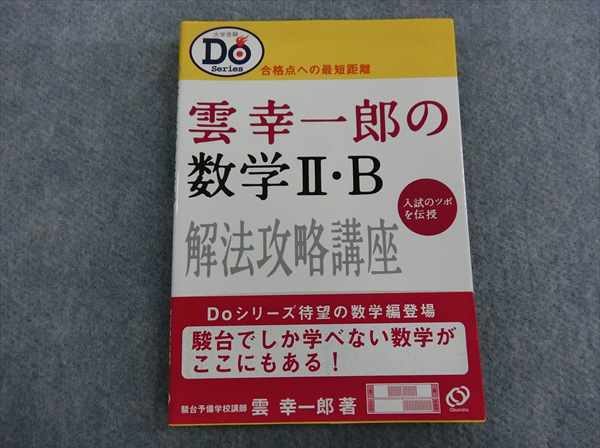 大学受験
Do
Series
合格点への最短距離
雲幸一郎の
数学Ⅱ・B
入試のツボ
を伝授
解法攻略講座
Doシリーズ待望の数学編登場
駿台でしか学べない数学が
ここにもある!
駿台予備学校講師 雲 幸一郎 著
Obunsha